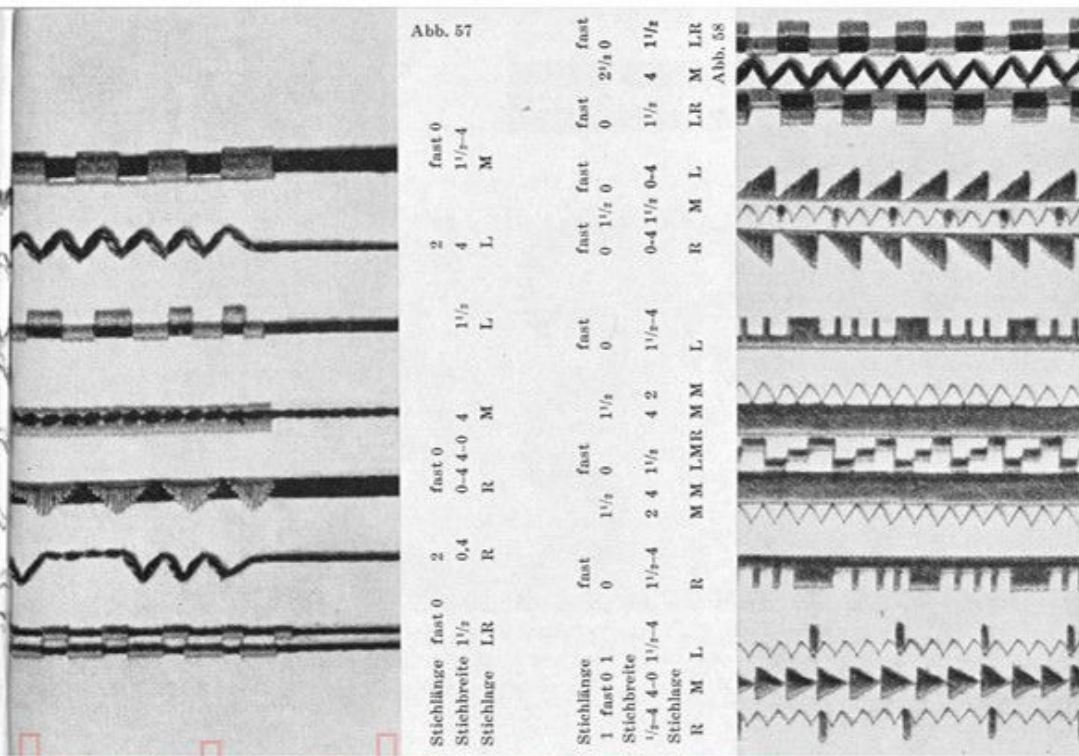 Abb. 57
Stichlänge fast 0 2 fast 0 2 fast 0
Stichbreite 1½ 0,4 0–4 4–0 4 1½ 4 1½–4
Stichlage LR R R M L L M
Stichlänge fast fast fast fast fast fast fast
1 fast 0 1 0 1½ 0 1½ 0 0 1½ 0 0 2½ 0
Stichbreite
½–4 4–0 1½–4 1½–4 2 4 1½ 4 2 1½–4 0-4 1½ 0-4 1½ 4 1½
Stichlage
R M L R M M LMR M M L R M L LR M LR
Abb. 58